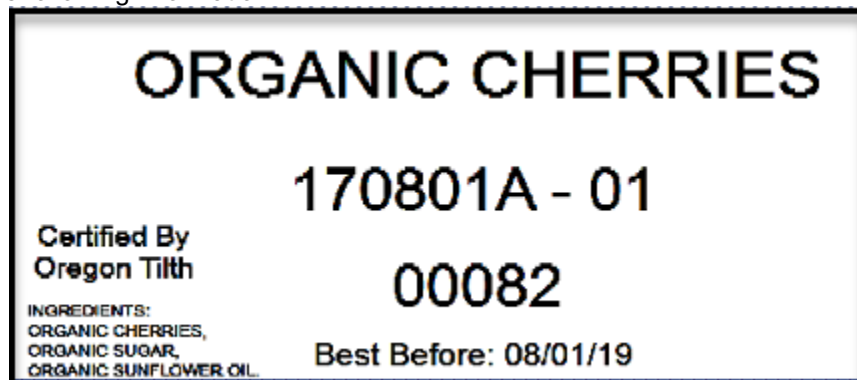 ORGANIC CHERRIES
170801A - 01
Certified By
Oregon Tilth
00082
INGREDIENTS:
ORGANIC CHERRIES,
ORGANIC SUGAR,
ORGANIC SUNFLOWER OIL.
Best Before: 08/01/19